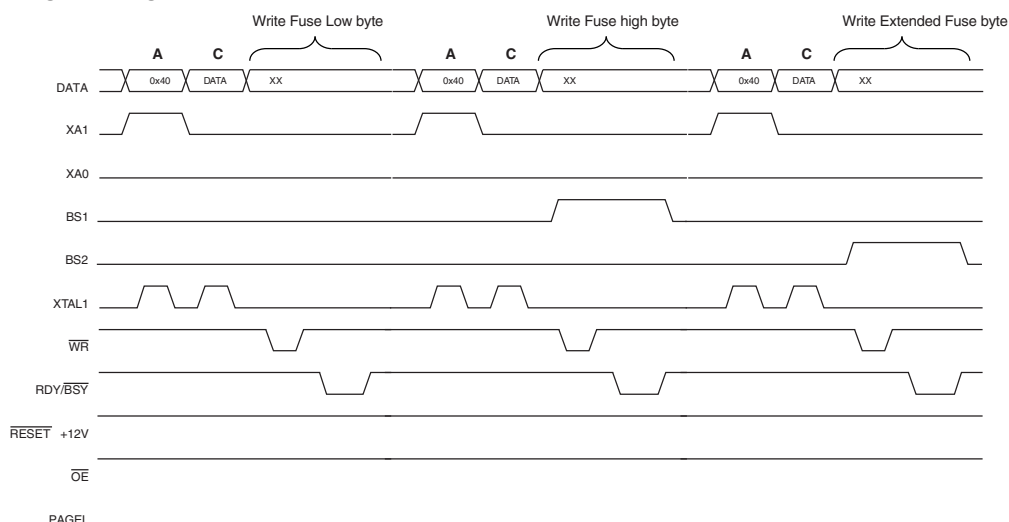 Write Fuse Low byte Write Fuse high byte Write Extended Fuse byte
A C A C A C
DATA 0x40 DATA XX 0x40 DATA XX 0x40 DATA XX
XA1
XA0
BS1
BS2
XTAL1
WR
RDY/BSY
RESET +12V
OE
PAGEL